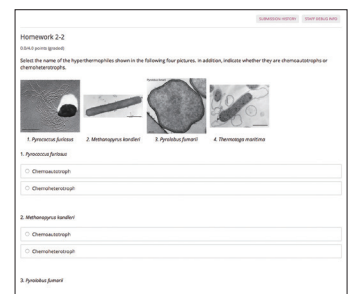 SUBMISSION HISTORY STAFF DEBUG INFO
Homework 2-2
0.0/4.0 points (graded)
Select the name of the hyperthermophiles shown in the following four pictures. In addition, indicate whether they are chomoautotrofs or
chemoheterotrofs.
1. Pyrococcus furiosus 2. Methanopyrus kandleri 3. Pyrolobus fumarii 4. Thermotoga maritima
1. Pyrococcus furiosus
Chemoautotroph
Chemoheterotroph
2. Methanopyrus kandleri
Chemoautotroph
Chemoheterotroph
3. Pyrolobus fumarii